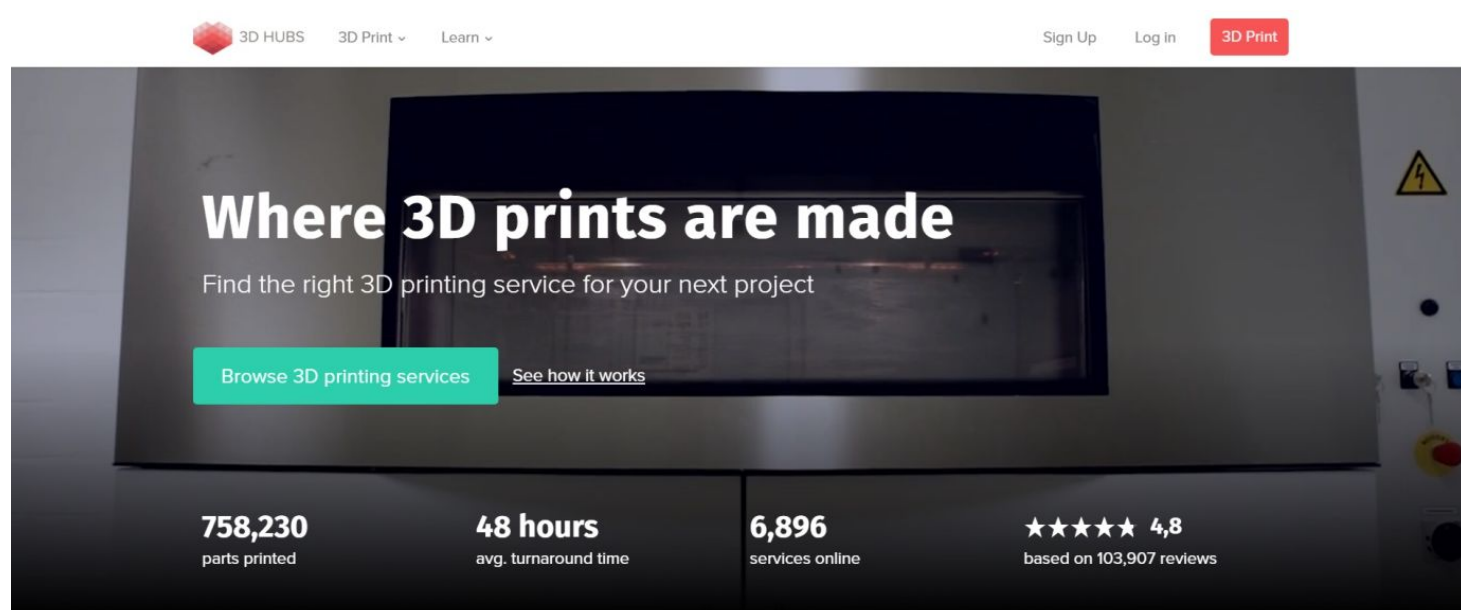 3D HUBS 3D Print Learn Sign Up Log in 3D Print
Where 3D prints are made
Find the right 3D printing service for your next project
Browse 3D printing services See how it works
758,230 48 hours 6,896 4,8
parts printed avg. turnaround time services online based on 103,907 reviews